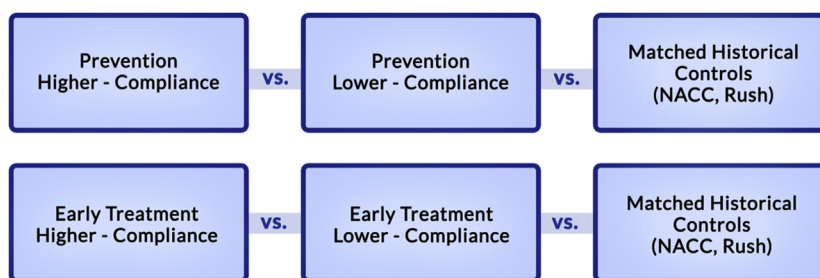 Prevention
Higher - Compliance
vs.
Prevention
Lower - Compliance
vs.
Matched Historical
Controls
(NACC, Rush)
Early Treatment
Higher - Compliance
vs.
Early Treatment
Lower - Compliance
vs.
Matched Historical
Controls
(NACC, Rush)